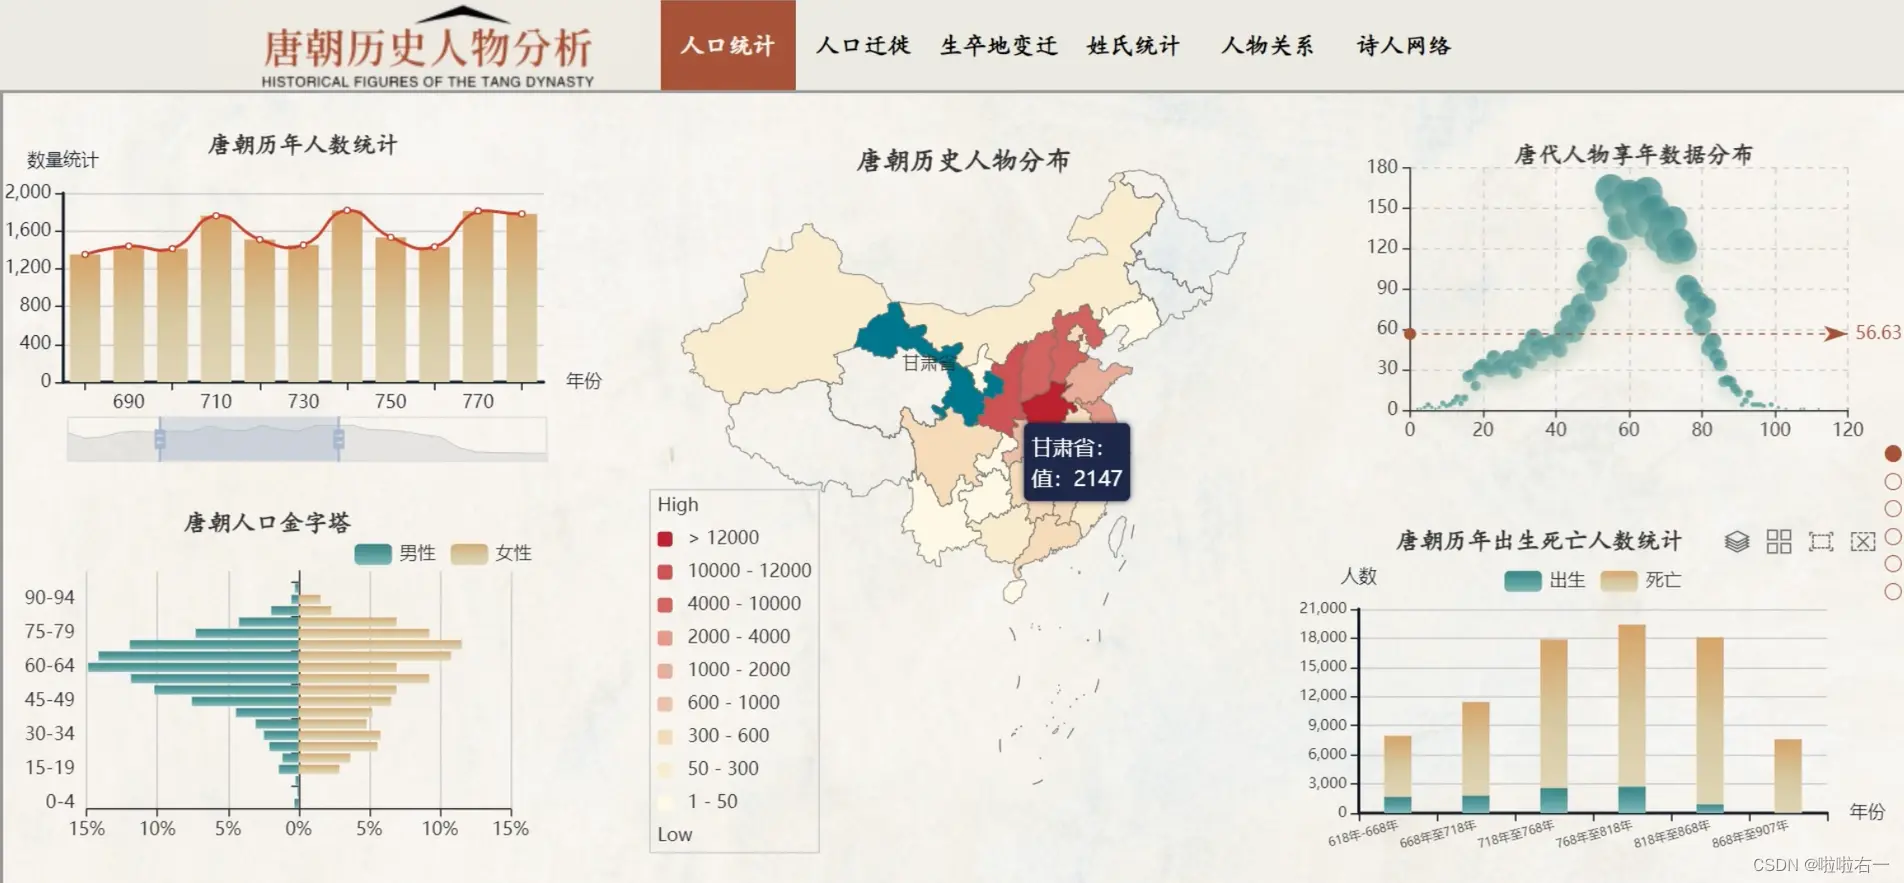 唐朝历史人物分析
HISTORICAL FIGURES OF THE TANG DYNASTY
人口统计
人口迁徙
生卒地变迁
姓氏统计
人物关系
诗人网络
唐朝历年人数统计
数量统计
2,000
1,600
1,200
800
400
0
690
710
730
750
770
年份
唐朝人口金字塔
男性
女性
90-94
75-79
60-64
45-49
30-34
15-19
0-4
15%
10%
5%
0%
5%
10%
15%
唐朝历史人物分布
甘肃省
甘肃省：
值：2147
High
> 12000
10000 - 12000
4000 - 10000
2000 - 4000
1000 - 2000
600 - 1000
300 - 600
50 - 300
1 - 50
Low
唐代人物享年数据分布
180
150
120
90
60
30
0
0
20
40
60
80
100
120
56.63
唐朝历年出生死亡人数统计
人数
出生
死亡
21,000
18,000
15,000
12,000
9,000
6,000
3,000
0
618年-668年
668年至718年
718年至768年
768年至818年
818年至868年
868年至907年
年份
CSDN @啦啦右一